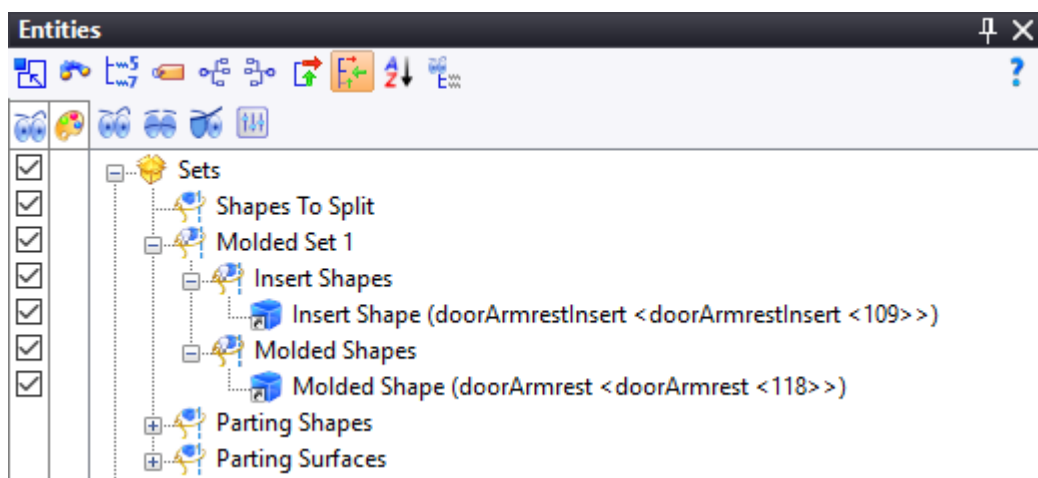 Entities
?
Sets
Shapes To Split
Molded Set 1
Insert Shapes
Insert Shape (doorArmrestInsert <doorArmrestInsert <109>>)
Molded Shapes
Molded Shape (doorArmrest <doorArmrest <118>>)
Parting Shapes
Parting Surfaces